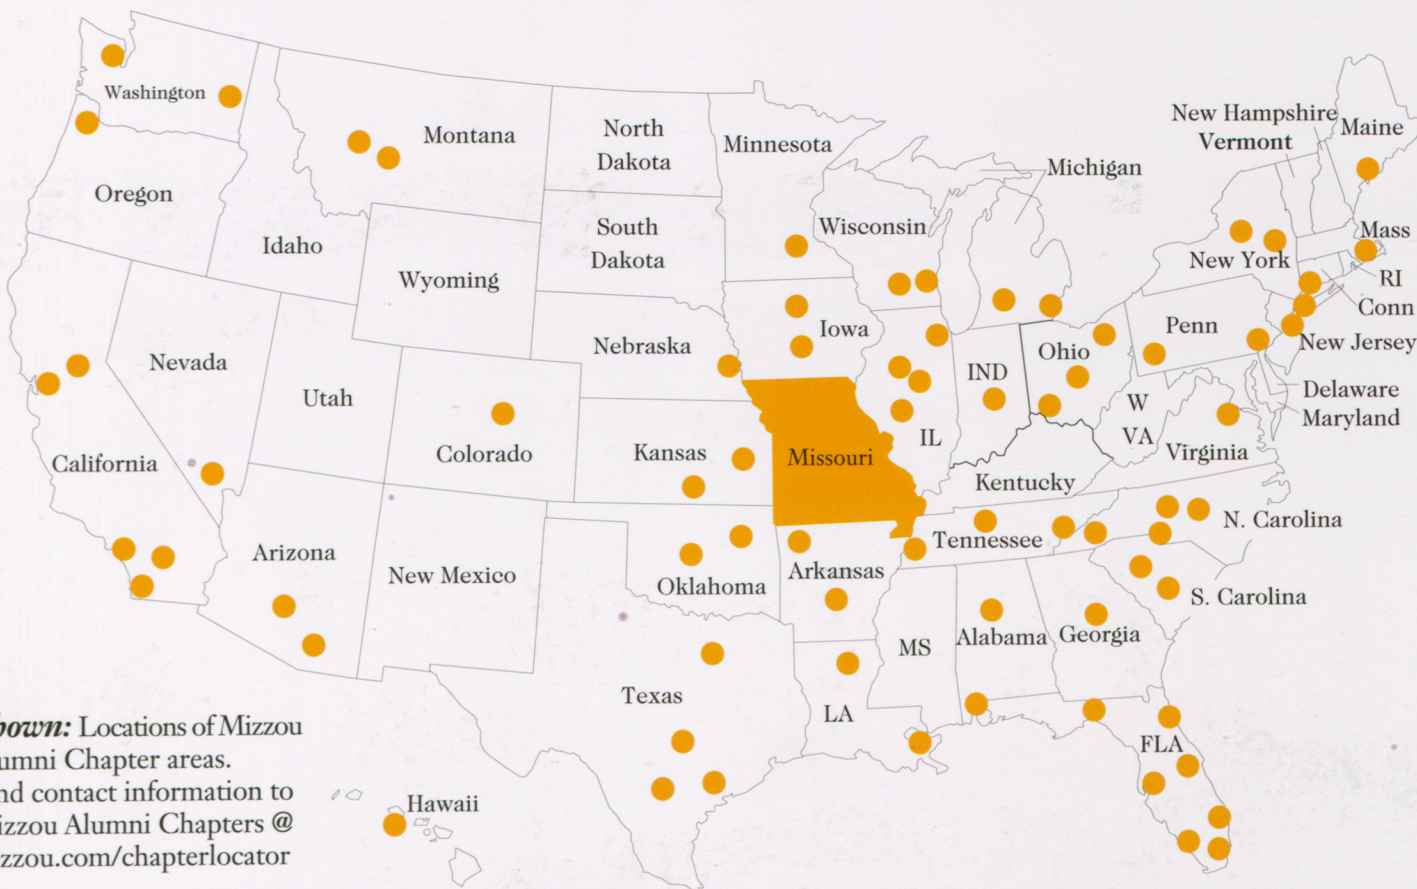 Washington
Oregon
Montana
Idaho
Wyoming
North
Dakota
South
Dakota
Minnesota
Wisconsin
Michigan
New Hampshire
Vermont
Maine
Mass
New York
RI
Conn
New Jersey
Penn
Delaware
Maryland
Nevada
Utah
Nebraska
Iowa
Ohio
IND
IL
W
VA
Virginia
California
Colorado
Kansas
Missouri
Kentucky
Arizona
New Mexico
Oklahoma
Arkansas
Tennessee
N. Carolina
S. Carolina
Texas
LA
MS
Alabama
Georgia
FLA
Hawaii
own: Locations of Mizzou
umni Chapter areas.
nd contact information to
izzou Alumni Chapters @
zzou.com/chapterlocator